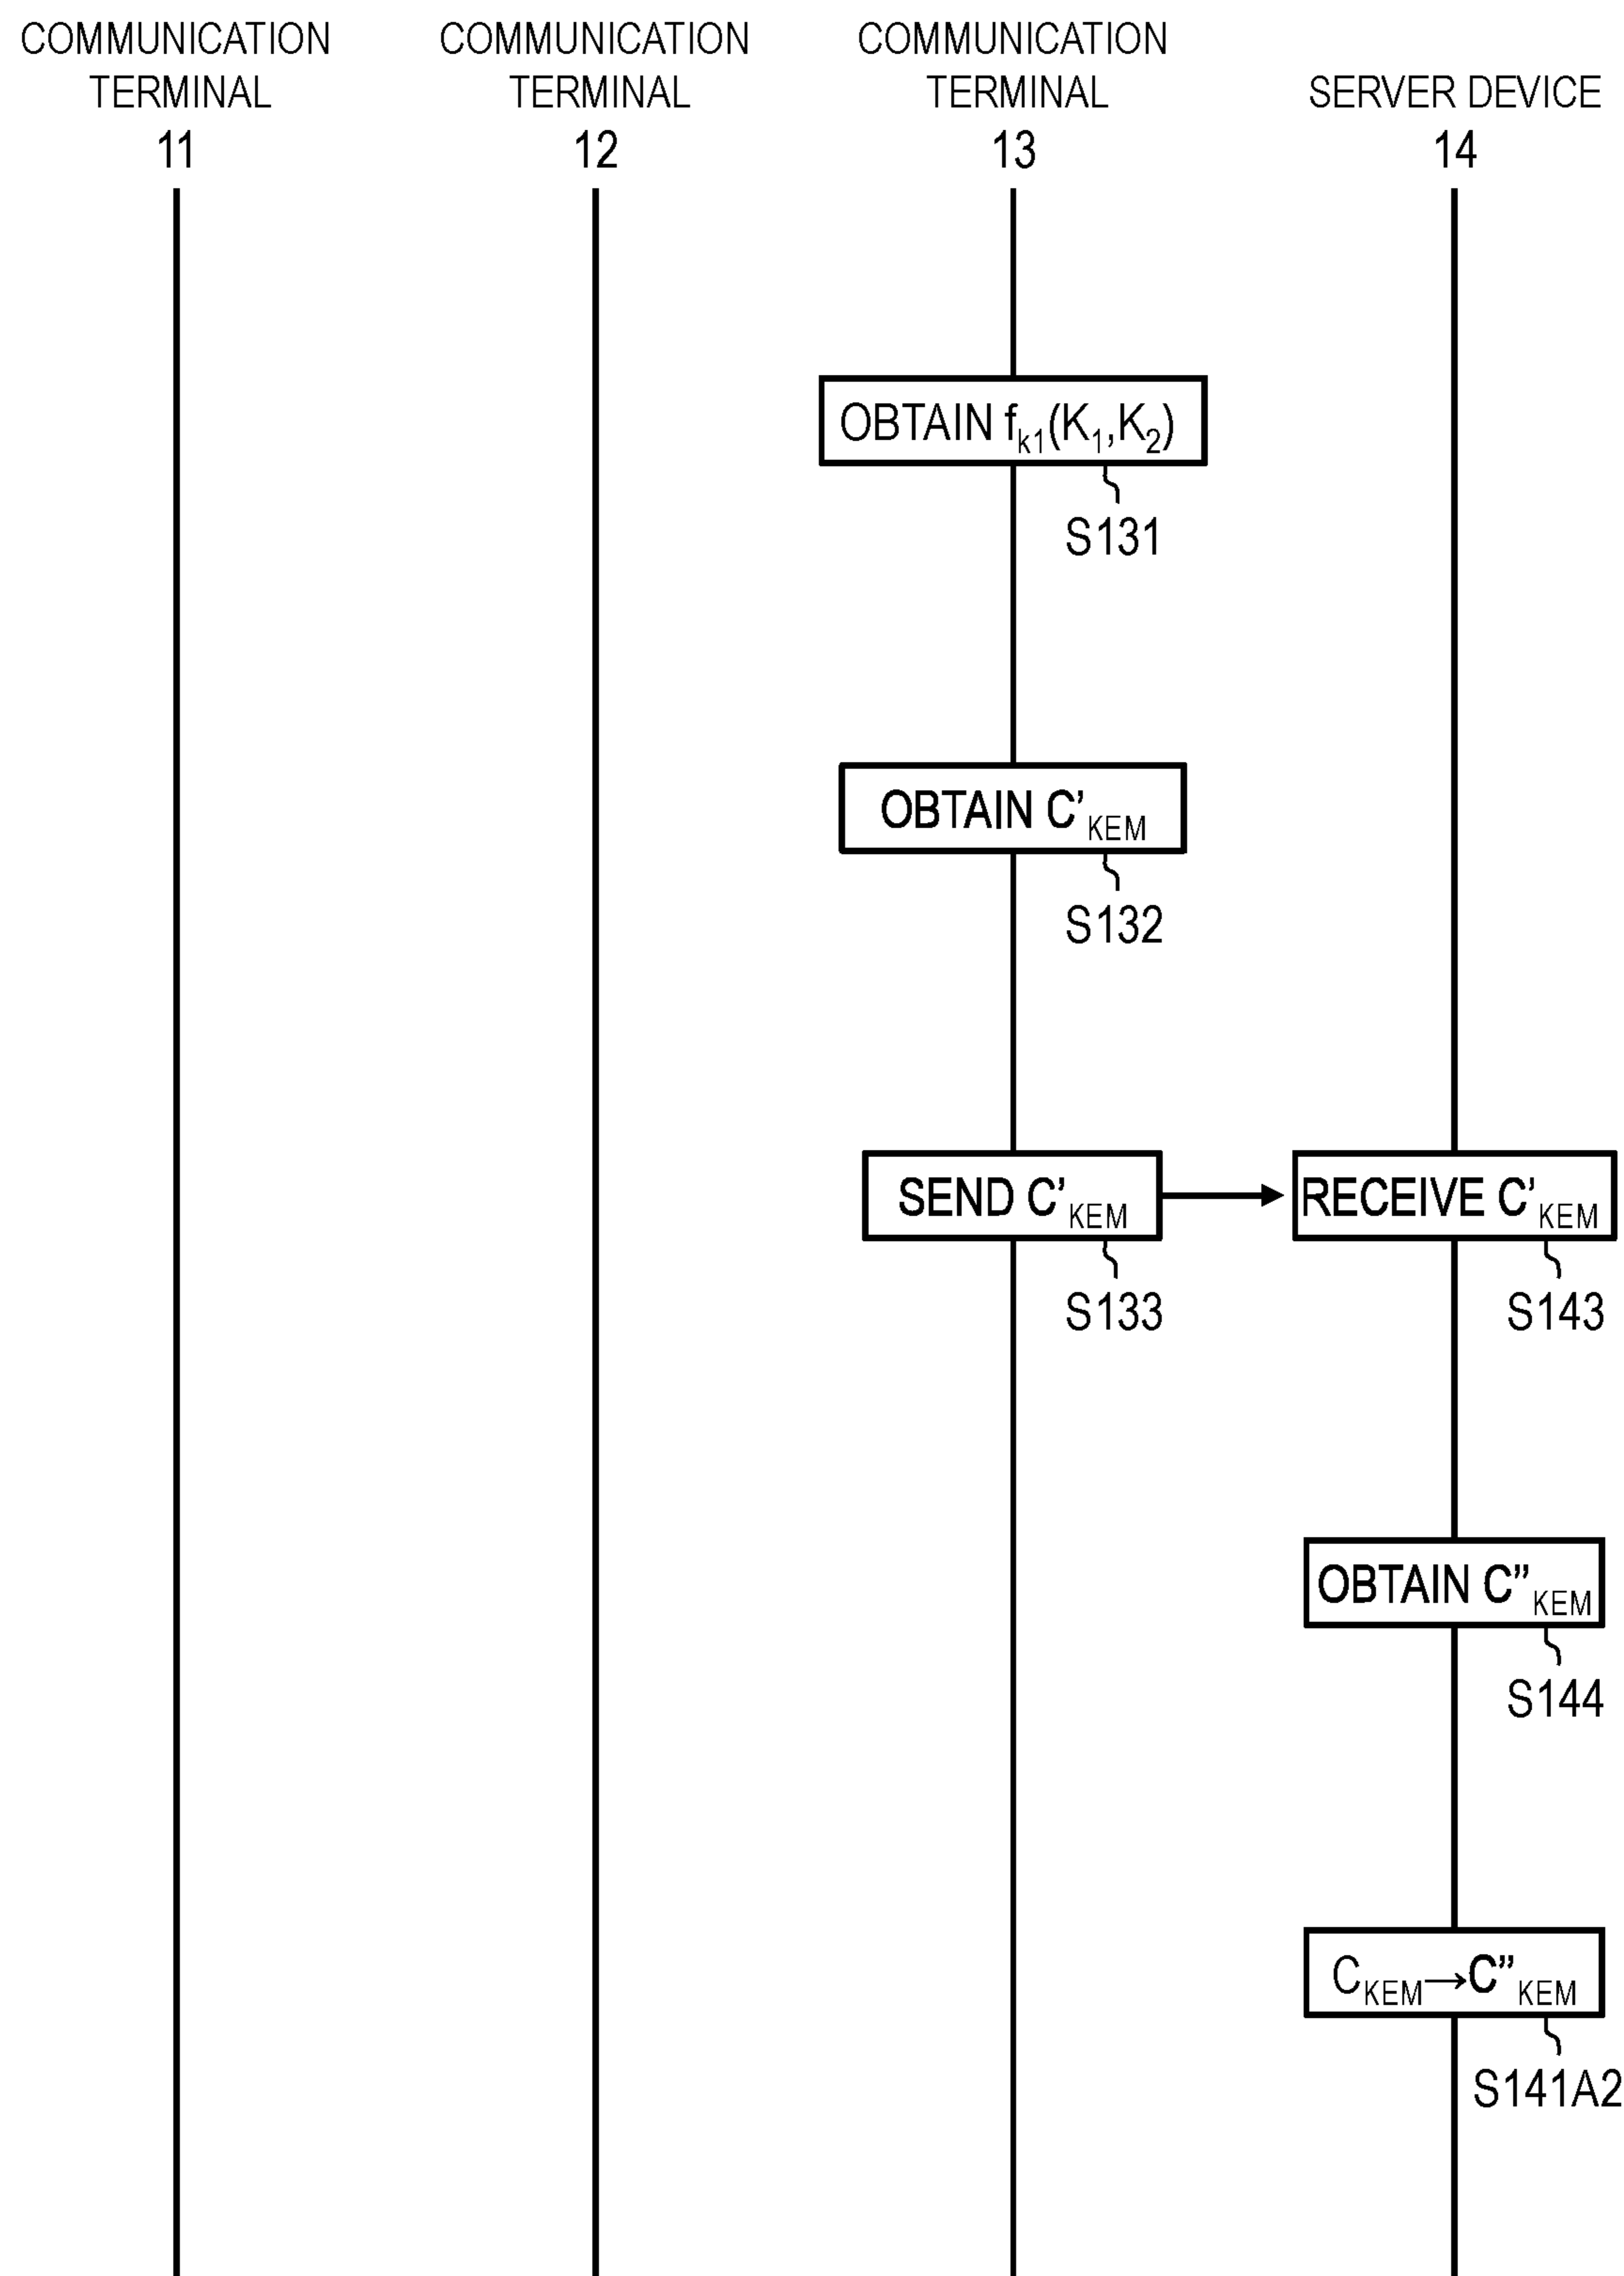 COMMUNICATION
TERMINAL
11
COMMUNICATION
TERMINAL
12
COMMUNICATION
TERMINAL
13
SERVER DEVICE
14
OBTAIN fk1(K1,K2)
S131
OBTAIN C'KEM
S132
SEND C'KEM
S133
RECEIVE C'KEM
S143
OBTAIN C”KEM
S144
CKEM→C”KEM
S141A2